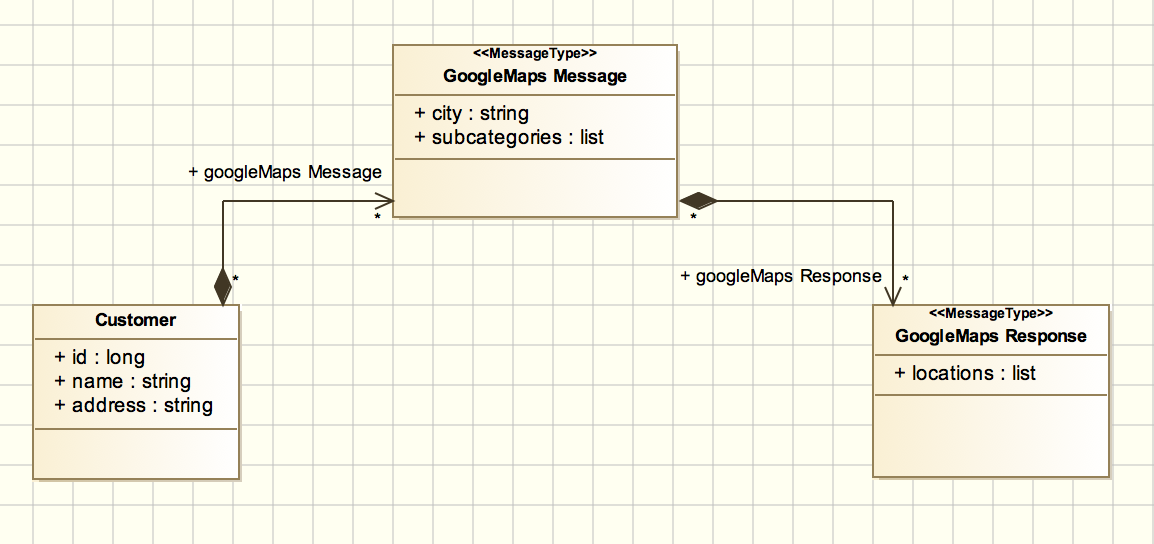 <<MessageType>>
GoogleMaps Message
+ city : string
+ subcategories : list
+ googleMaps Message
*
*
+ googleMaps Response
*
*
Customer
+ id : long
+ name : string
+ address : string
<<MessageType>>
GoogleMaps Response
+ locations : list